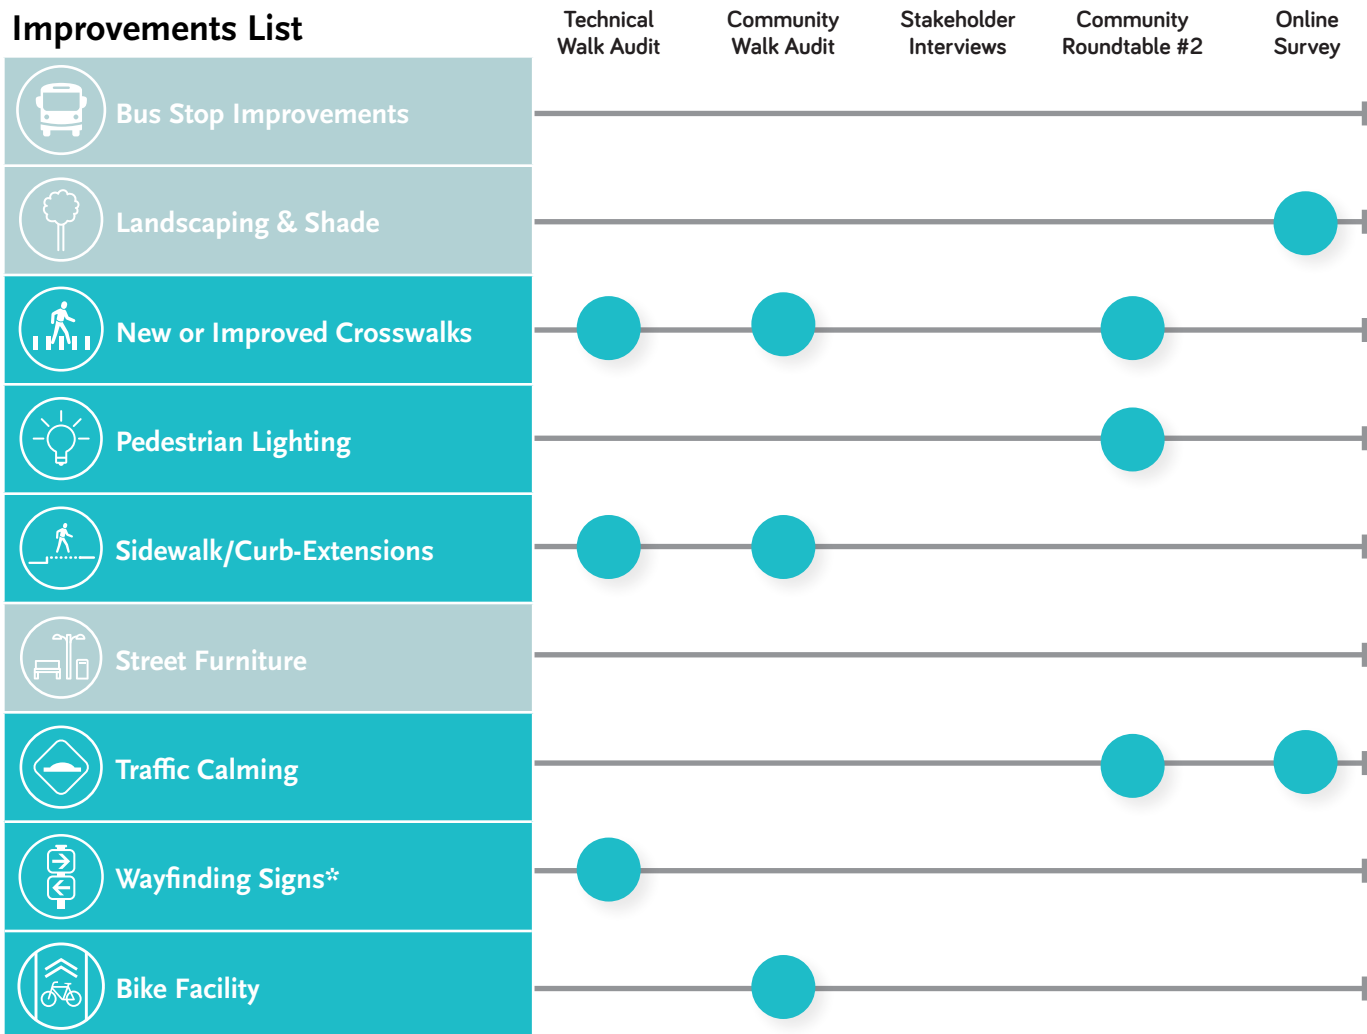 Improvements List
Technical
Walk Audit
Community
Walk Audit
Stakeholder
Interviews
Community
Roundtable #2
Online
Survey
Bus Stop Improvements
Landscaping & Shade
New or Improved Crosswalks
Pedestrian Lighting
Sidewalk/Curb-Extensions
Street Furniture
Traffic Calming
Wayfinding Signs*
Bike Facility